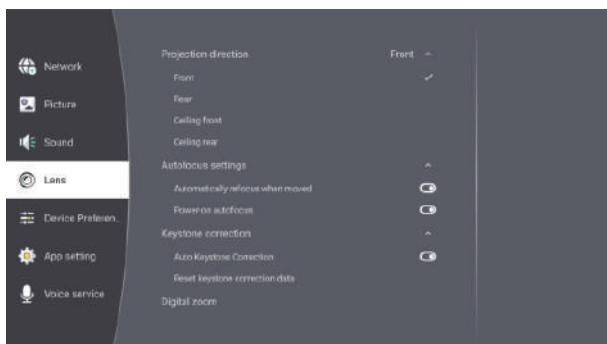 Network
Picture
Sound
Lens
Device Preferen.
App setting
Voice service
Projection direction
Front
Front
Rear
Ceiling front
Ceiling rear
Autofocus settings
Automatically refocus when moved
Power on autofocus
Keystone correction
Auto Keystone Correction
Reset keystone correction data
Digital zoom